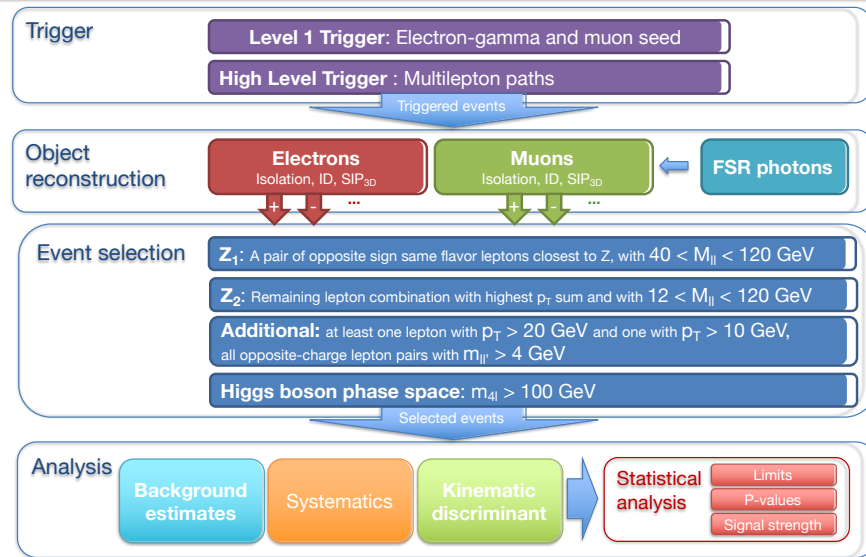 Trigger
Level 1 Trigger: Electron-gamma and muon seed
High Level Trigger : Multilepton paths
Triggered events
Object
reconstruction
Electrons
Isolation, ID, SIP3D
+ - ...
Muons
Isolation, ID, SIP3D
+ - ...
FSR photons
Event selection
Z1: A pair of opposite sign same flavor leptons closest to Z, with 40 < Mll < 120 GeV
Z2: Remaining lepton combination with highest pT sum and with 12 < Mll < 120 GeV
Additional: at least one lepton with pT > 20 GeV and one with pT > 10 GeV,
all opposite-charge lepton pairs with mll' > 4 GeV
Higgs boson phase space: m4l > 100 GeV
Selected events
Analysis
Background
estimates
Systematics
Kinematic
discriminant
Statistical
analysis
Limits
P-values
Signal strength